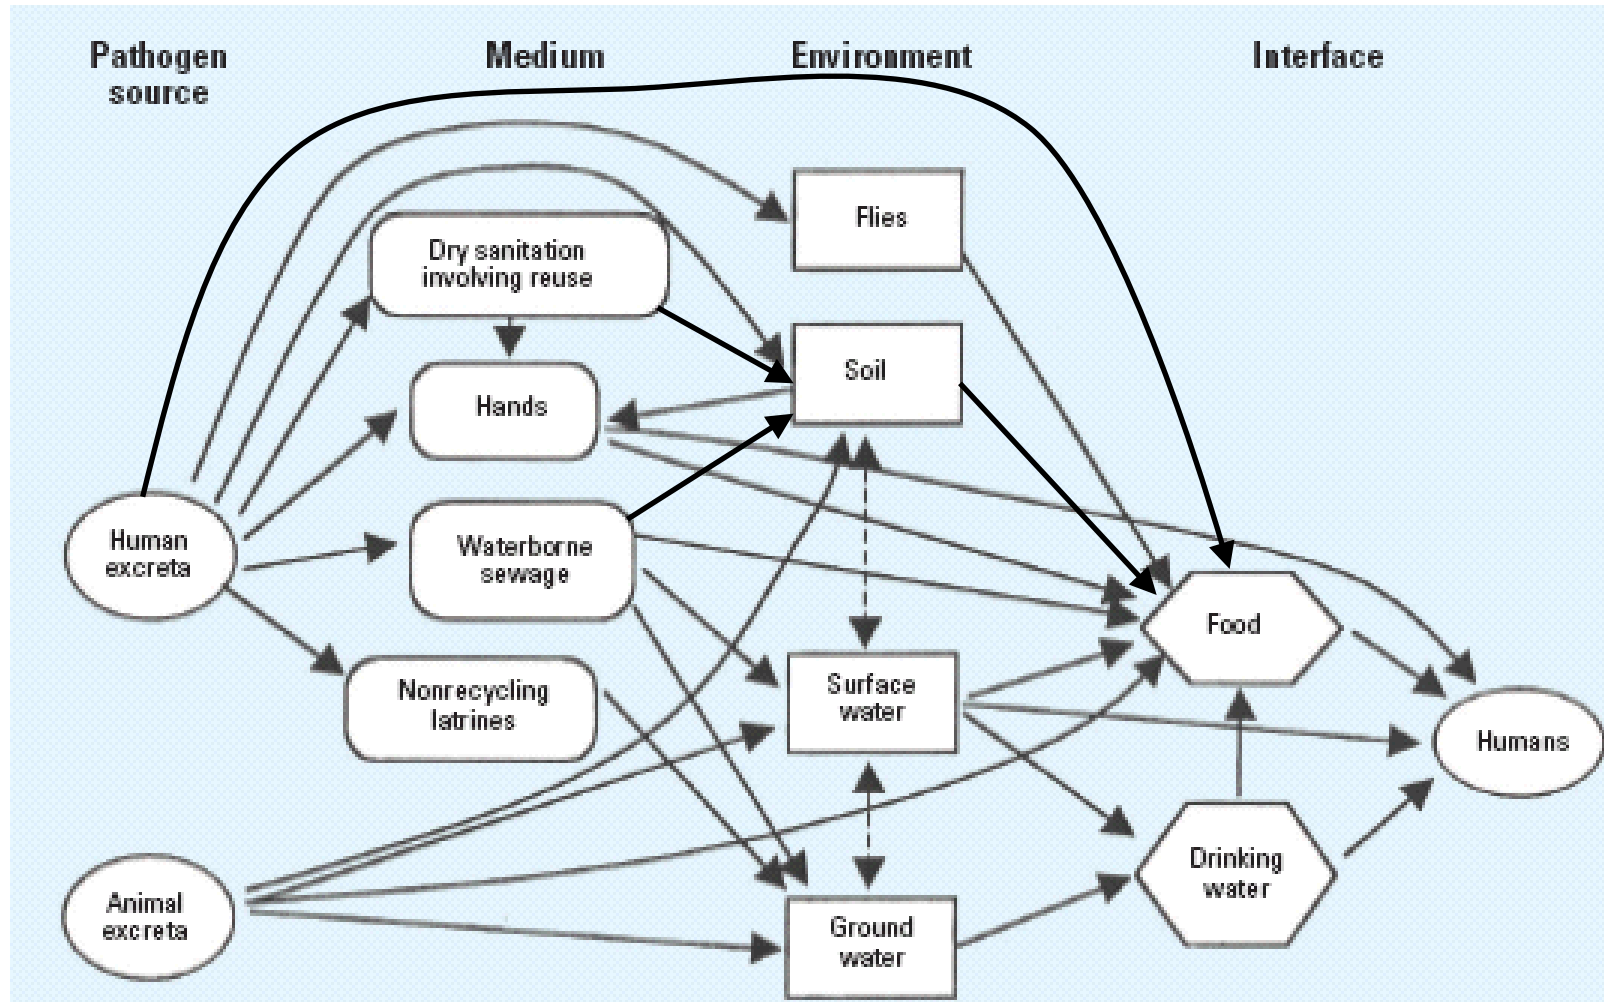 Pathogen
source
Medium
Environment
Interface
Flies
Dry sanitation
involving reuse
Soil
Hands
Human
excreta
Waterborne
sewage
Food
Nonrecycling
latrines
Surface
water
Humans
Drinking
water
Animal
excreta
Ground
water